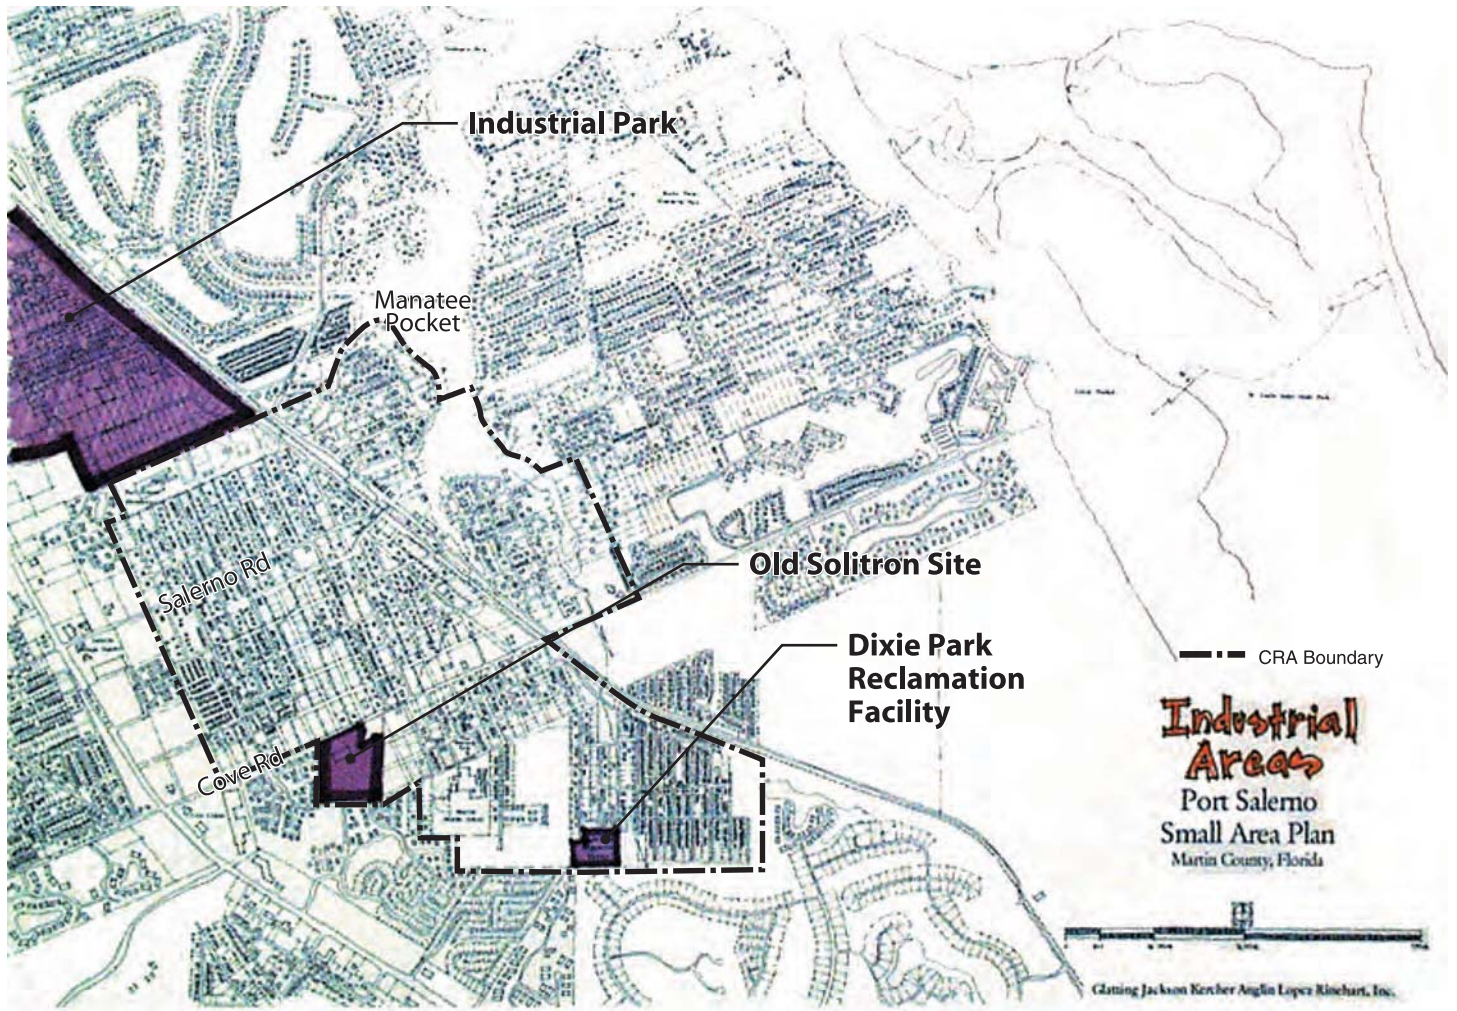 Industrial Park
Manatee
Pocket
Salerno Rd
Old Solitron Site
Dixie Park
Reclamation
Facility
Cove Rd
CRA Boundary
Industrial
Areas
Port Salerno
Small Area Plan
Martin County, Florida
Glatting Jackson Kercher Anglin Lopez Rinehart, Inc.